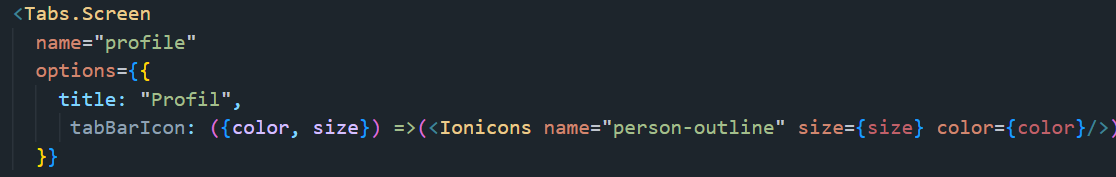 <Tabs.Screen
name="profile"
options={{
title: "Profil",
tabBarIcon: ({color, size}) =>(<Ionicons name="person-outline" size={size} color={color}/>)
}}